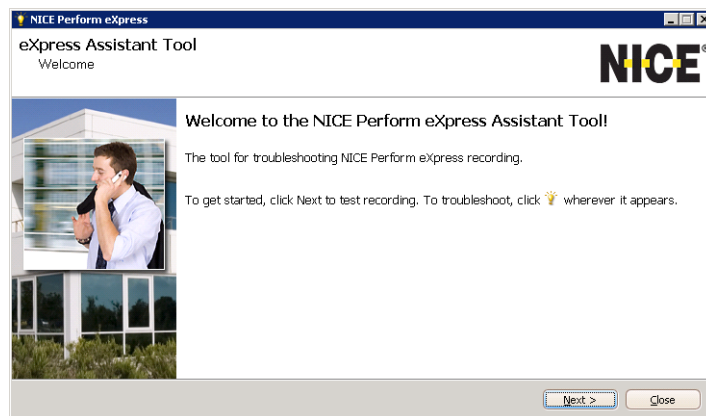 NICE Perform eXpress
eXpress Assistant Tool
Welcome
NICE®
Welcome to the NICE Perform eXpress Assistant Tool!
The tool for troubleshooting NICE Perform eXpress recording.
To get started, click Next to test recording. To troubleshoot, click wherever it appears.
Next >
Close